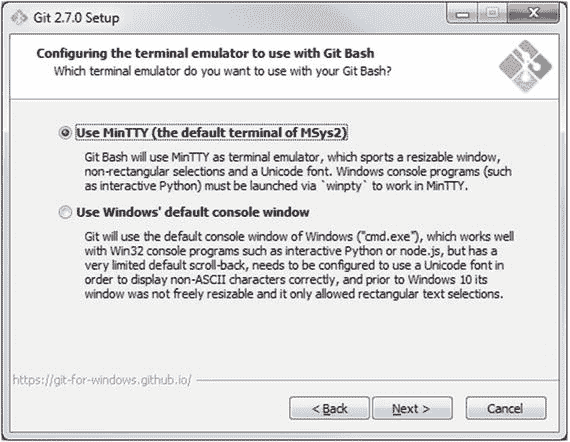 Git 2.7.0 Setup
Configuring the terminal emulator to use with Git Bash
Which terminal emulator do you want to use with your Git Bash?
Use MinTTY (the default terminal of MSys2)
Git Bash will use MinTTY as terminal emulator, which sports a resizable window,
non-rectangular selections and a Unicode font. Windows console programs (such
as interactive Python) must be launched via `winpty` to work in MinTTY.
Use Windows' default console window
Git will use the default console window of Windows ("cmd.exe"), which works well
with Win32 console programs such as interactive Python or node.js, but has a
very limited default scroll-back, needs to be configured to use a Unicode font in
order to display non-ASCII characters correctly, and prior to Windows 10 its
window was not freely resizable and it only allowed rectangular text selections.
https://git-for-windows.github.io/
< Back Next > Cancel